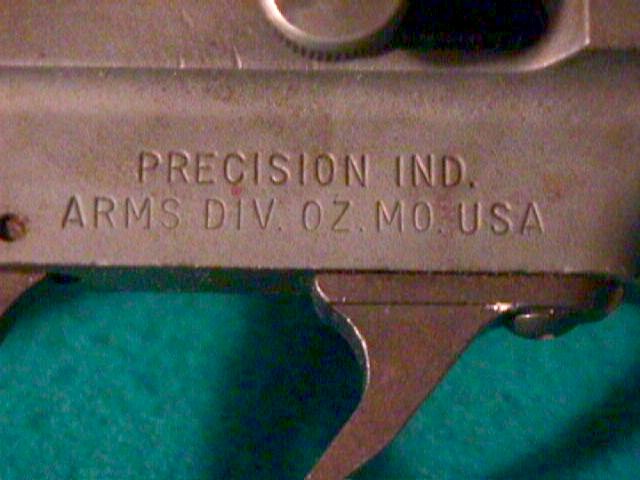 PRECISION IND.
ARMS DIV. OZ. MO. USA